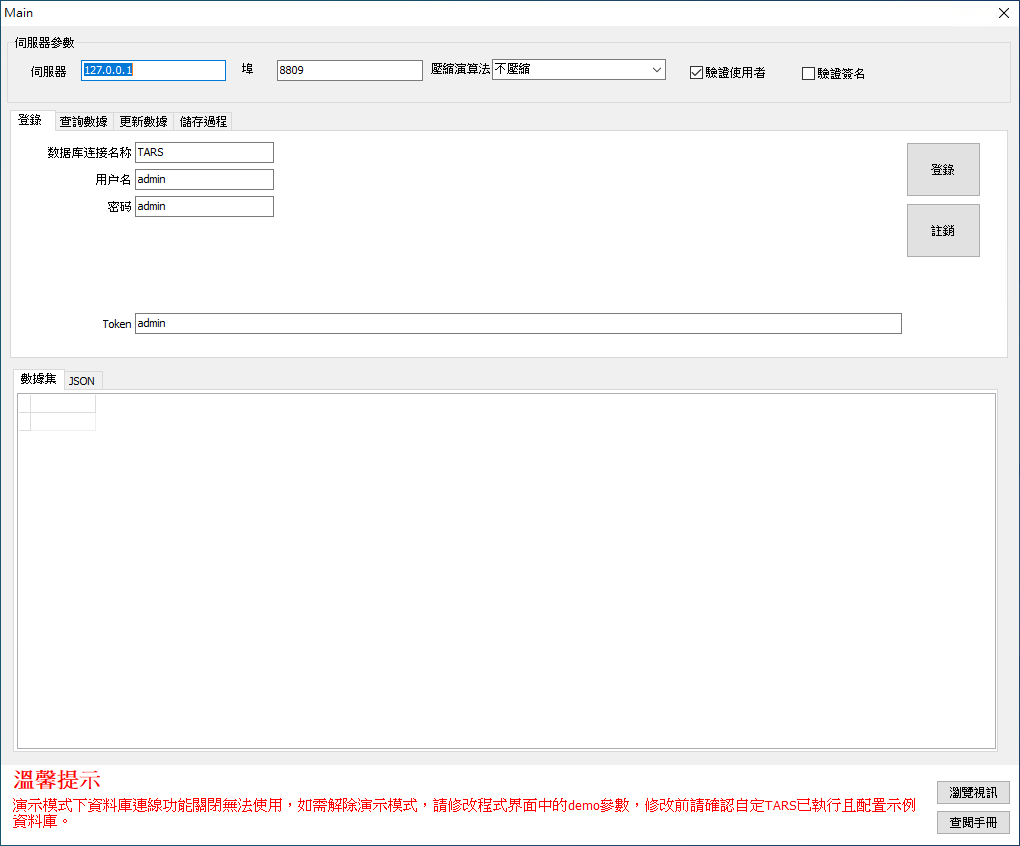 Main
伺服器參數
伺服器 127.0.0.1 埠 8809 壓縮演算法 不壓縮 驗證使用者 驗證簽名
登錄 查詢數據 更新數據 儲存過程
数据库连接名称 TARS
登錄
用户名 admin
密码 admin
註銷
Token admin
數據集 JSON
溫馨提示
演示模式下資料庫連線功能關閉無法使用，如需解除演示模式，請修改程式界面中的demo參數，修改前請確認自定TARS已執行且配置示例
資料庫。
瀏覽視訊
查閱手冊